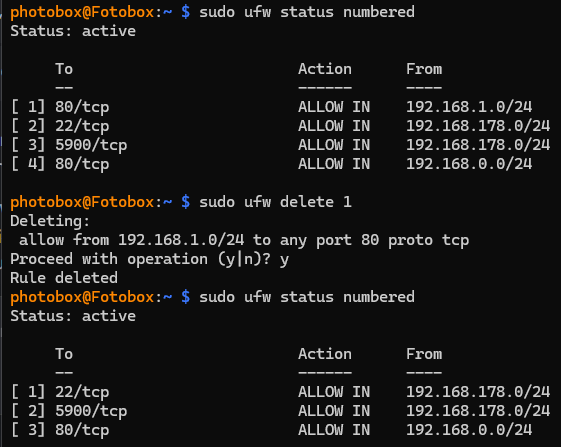 photobox@Fotobox:~ $ sudo ufw status numbered
Status: active

     To                         Action      From
     --                         ------      ----
[ 1] 80/tcp                     ALLOW IN    192.168.1.0/24
[ 2] 22/tcp                     ALLOW IN    192.168.178.0/24
[ 3] 5900/tcp                   ALLOW IN    192.168.178.0/24
[ 4] 80/tcp                     ALLOW IN    192.168.0.0/24

photobox@Fotobox:~ $ sudo ufw delete 1
Deleting:
 allow from 192.168.1.0/24 to any port 80 proto tcp
Proceed with operation (y|n)? y
Rule deleted
photobox@Fotobox:~ $ sudo ufw status numbered
Status: active

     To                         Action      From
     --                         ------      ----
[ 1] 22/tcp                     ALLOW IN    192.168.178.0/24
[ 2] 5900/tcp                   ALLOW IN    192.168.178.0/24
[ 3] 80/tcp                     ALLOW IN    192.168.0.0/24